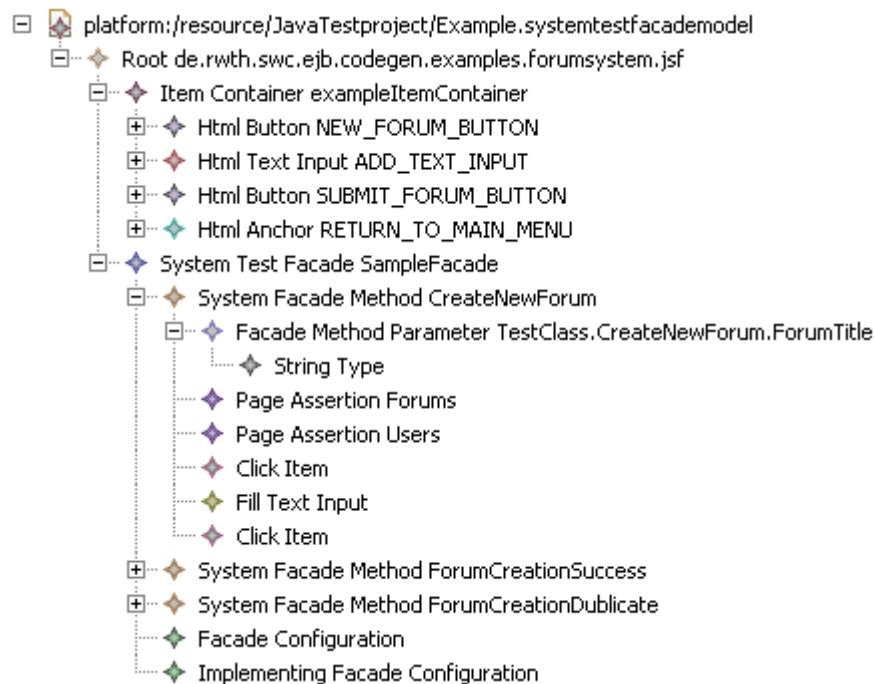 platform:/resource/JavaTestproject/Example.systemtestfacademodel
Root de.rwth.swc.ejb.codegen.examples.forumsystem.jsf
Item Container exampleItemContainer
Html Button NEW_FORUM_BUTTON
Html Text Input ADD_TEXT_INPUT
Html Button SUBMIT_FORUM_BUTTON
Html Anchor RETURN_TO_MAIN_MENU
System Test Facade SampleFacade
System Facade Method CreateNewForum
Facade Method Parameter TestClass.CreateNewForum.ForumTitle
String Type
Page Assertion Forums
Page Assertion Users
Click Item
Fill Text Input
Click Item
System Facade Method ForumCreationSuccess
System Facade Method ForumCreationDublicate
Facade Configuration
Implementing Facade Configuration